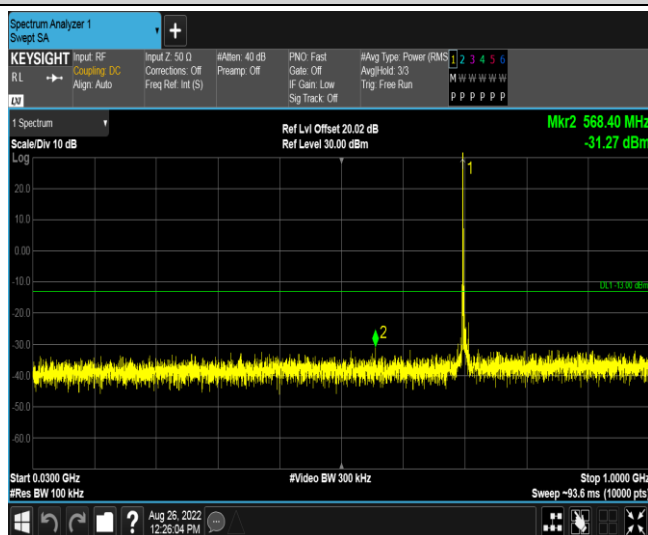 Spectrum Analyzer 1
Swept SA
+
KEYSIGHT
RL
LXI
Input: RF
Coupling: DC
Align: Auto
Input Z: 50 Ω
Corrections: Off
Freq Ref: Int (S)
#Atten: 40 dB
Preamp: Off
PNO: Fast
Gate: Off
IF Gain: Low
Sig Track: Off
#Avg Type: Power (RMS
Avg|Hold: 3/3
Trig: Free Run
1 2 3 4 5 6
M W W W W W
P P P P P P
1 Spectrum
Scale/Div 10 dB
Log
Ref Lvl Offset 20.02 dB
Ref Level 30.00 dBm
Mkr2 568.40 MHz
-31.27 dBm
20.0
10.0
0.00
-10.0
-20.0
-30.0
-40.0
-50.0
-60.0
1
2
DL1 -13.00 dBm
Start 0.0300 GHz
#Res BW 100 kHz
#Video BW 300 kHz
Stop 1.0000 GHz
Sweep ~93.6 ms (10000 pts)
?
Aug 26, 2022
12:26:04 PM